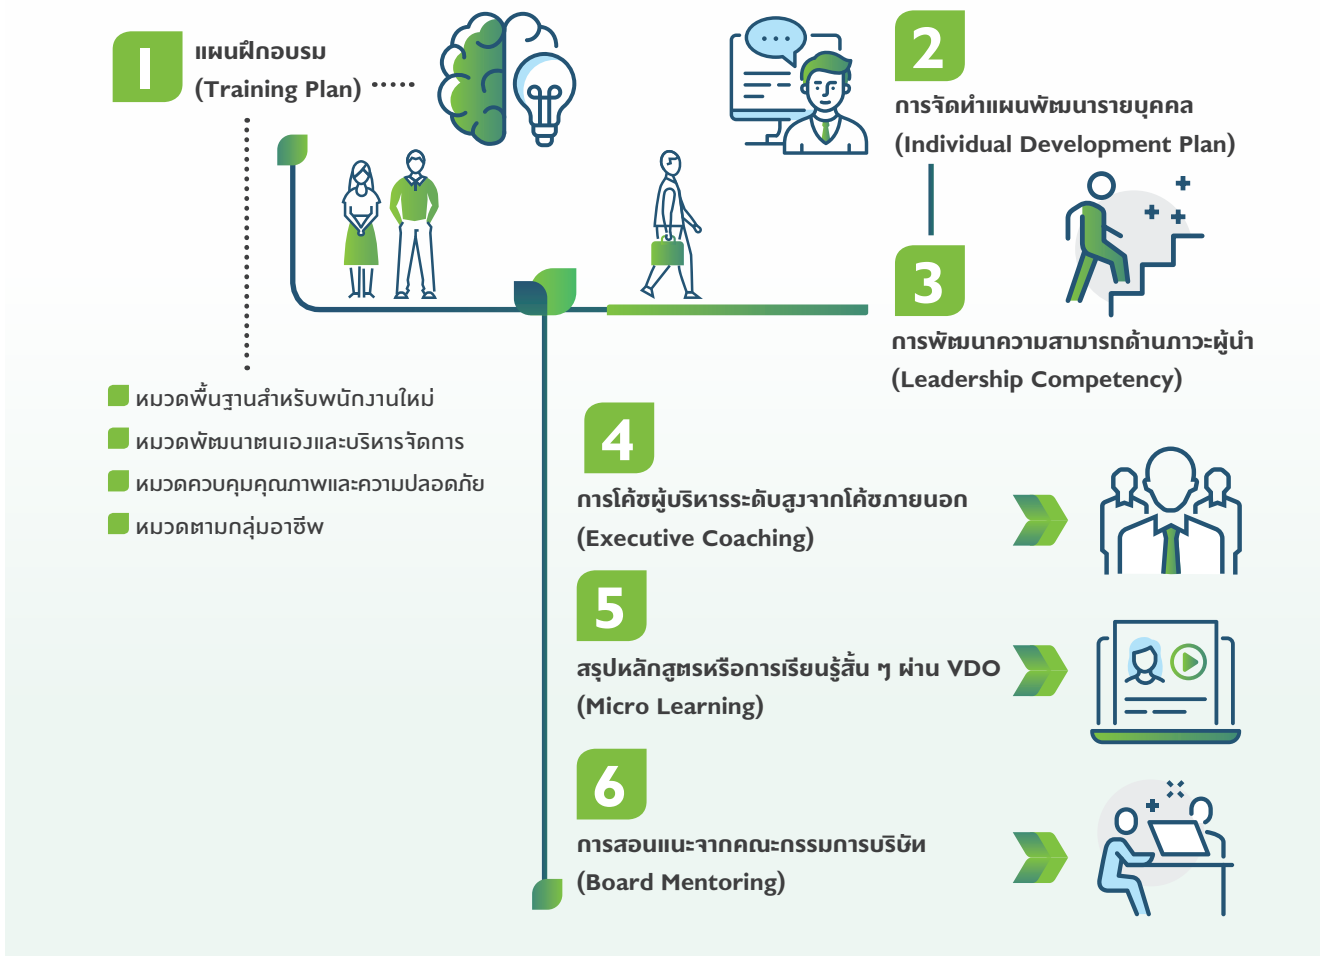 1
แผนฝึกอบรม
(Training Plan)
หมวดพื้นฐานสำหรับพนักงานใหม่
หมวดพัฒนาตนเองและบริหารจัดการ
หมวดควบคุมคุณภาพและความปลอดภัย
หมวดตามกลุ่มอาชีพ
2
การจัดทำแผนพัฒนารายบุคคล
(Individual Development Plan)
3
การพัฒนาความสามารถด้านภาวะผู้นำ
(Leadership Competency)
4
การโค้ชผู้บริหารระดับสูงจากโค้ชภายนอก
(Executive Coaching)
5
สรุปหลักสูตรหรือการเรียนรู้สั้น ๆ ผ่าน VDO
(Micro Learning)
6
การสอนแนะจากคณะกรรมการบริษัท
(Board Mentoring)